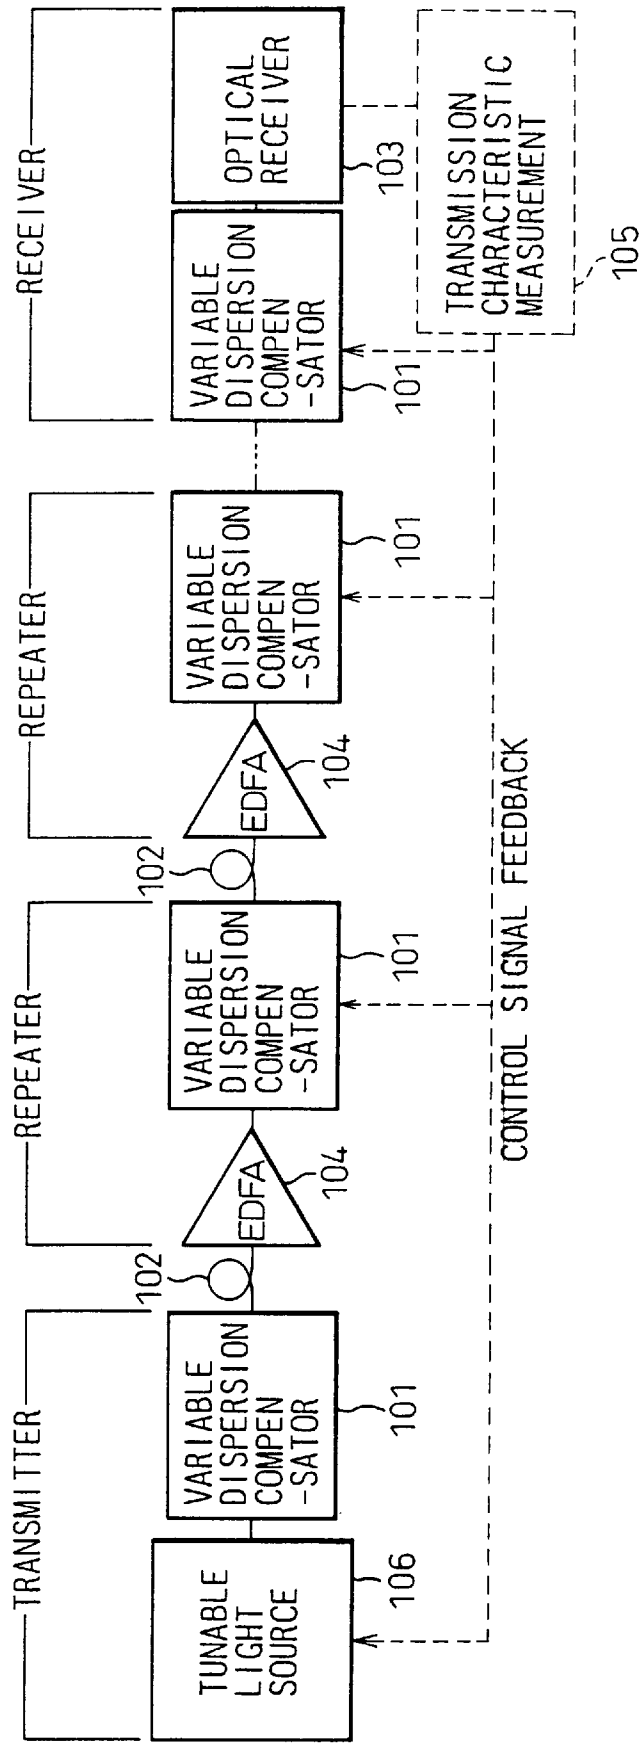 TRANSMITTER
REPEATER
REPEATER
RECEIVER
TUNABLE
LIGHT
SOURCE
106
VARIABLE
DISPERSION
COMPEN
-SATOR
101
102
EDFA
104
VARIABLE
DISPERSION
COMPEN
-SATOR
101
102
EDFA
104
VARIABLE
DISPERSION
COMPEN
-SATOR
101
VARIABLE
DISPERSION
COMPEN
-SATOR
101
OPTICAL
RECEIVER
103
TRANSMISSION
CHARACTERISTIC
MEASUREMENT
105
CONTROL SIGNAL FEEDBACK